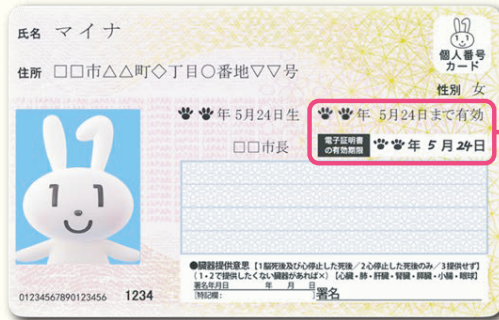 氏名 マイナ
個人番号
カード
住所 □□市△△町◇丁目○番地▽▽号
性別 女
年 5月24日生
年 5月24日まで有効
□□市長
電子証明書
の有効期限
年 5 月 24 日
●臓器提供意思【1脳死後及び心停止した死後/2心停止した死後のみ/3提供せず】
(1・2で提供したくない臓器があれば×)【心臓・肺・肝臓・腎臓・膵臓・小腸・眼球】
署名年月日 年 月 日
[特記欄: ]
署名
01234567890123456 1234